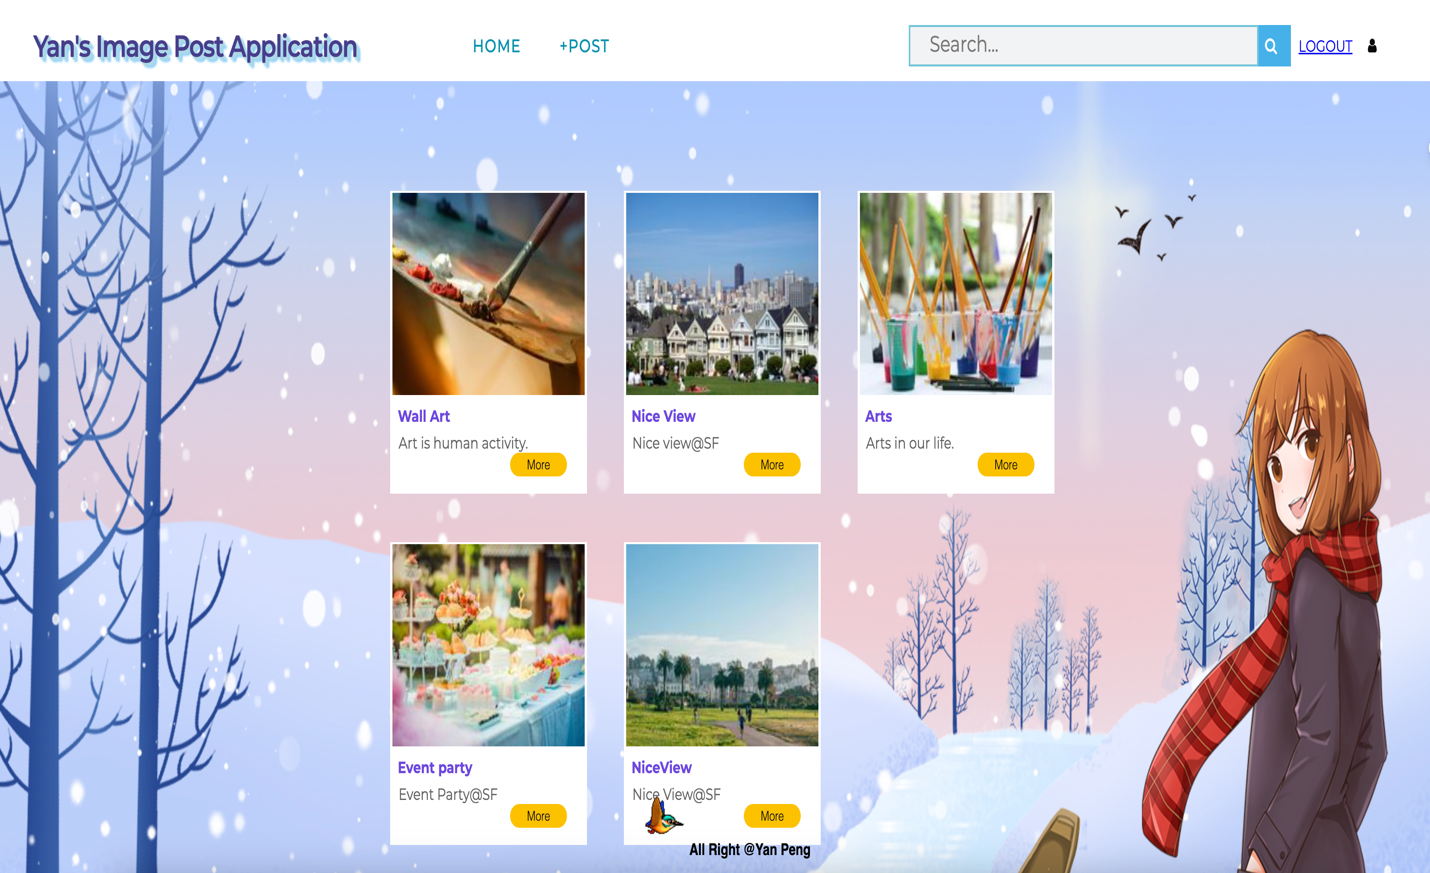 Yan's Image Post Application
HOME
+POST
Search...
LOGOUT
Wall Art
Art is human activity.
More
Nice View
Nice view@SF
More
Arts
Arts in our life.
More
Event party
Event Party@SF
More
NiceView
Nice View@SF
More
All Right @Yan Peng